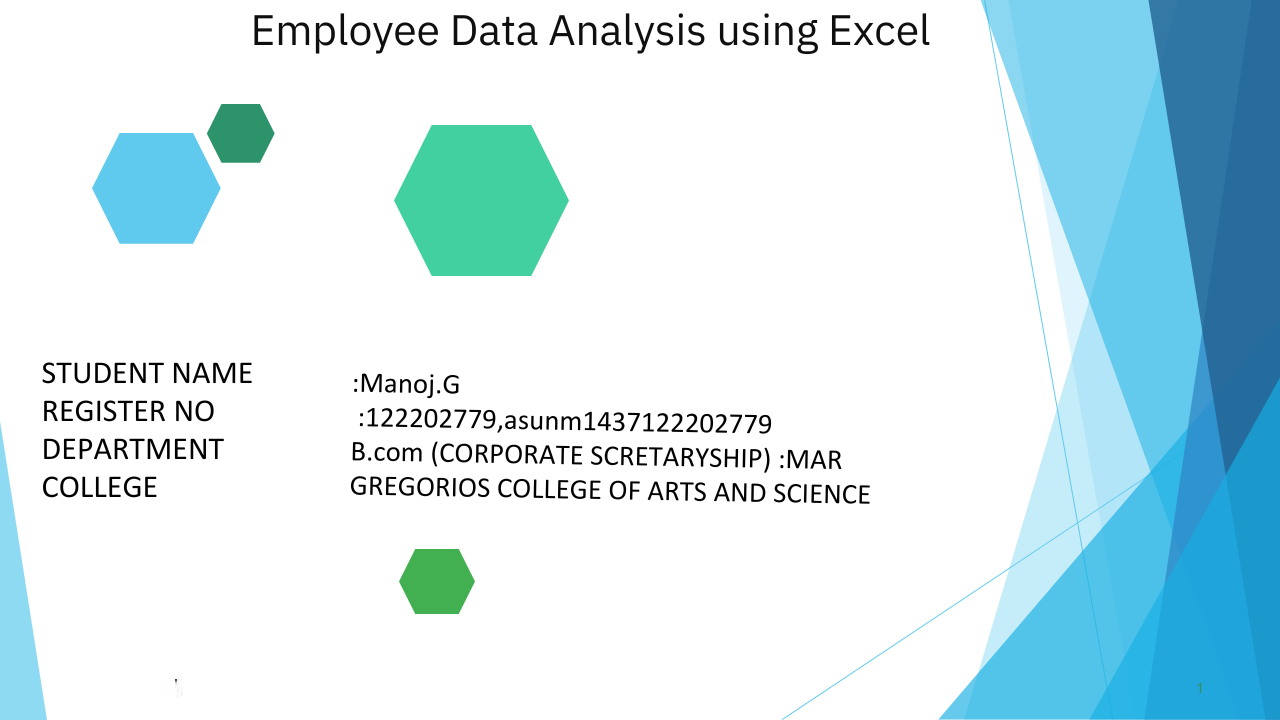 Employee Data Analysis using Excel
STUDENT NAME
REGISTER NO
DEPARTMENT
COLLEGE
:Manoj.G
:122202779,asunm1437122202779
B.com (CORPORATE SCRETARYSHIP) :MAR
GREGORIOS COLLEGE OF ARTS AND SCIENCE
1